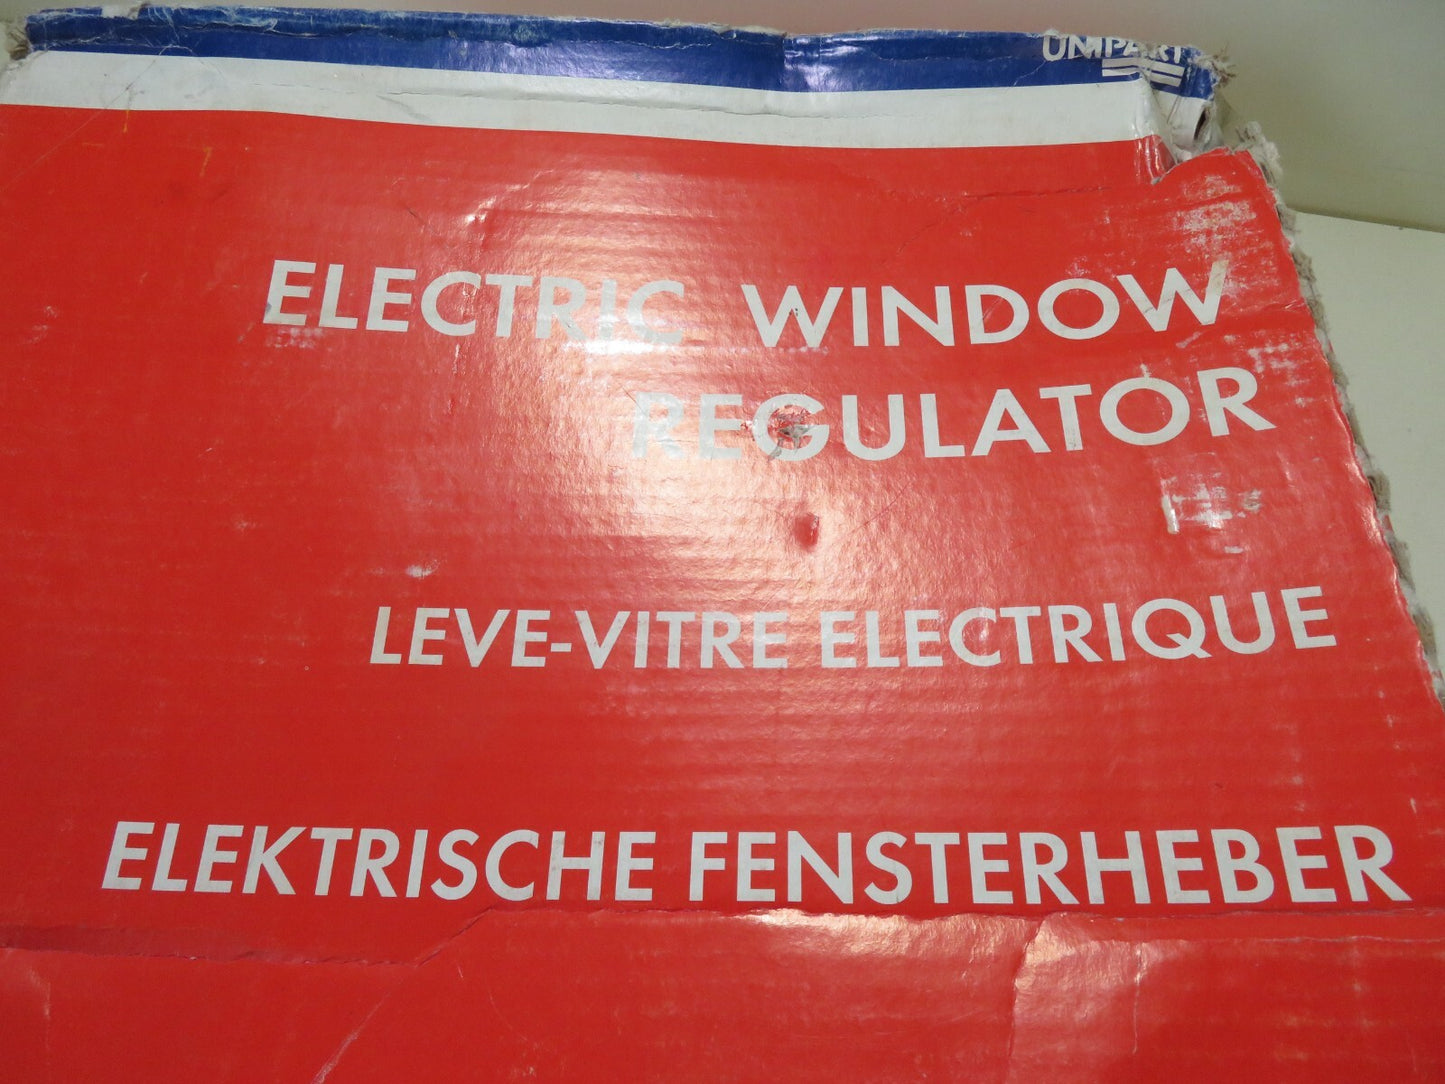 UNIPART
ELECTRIC WINDOW
REGULATOR
LEVE-VITRE ELECTRIQUE
ELEKTRISCHE FENSTERHEBER